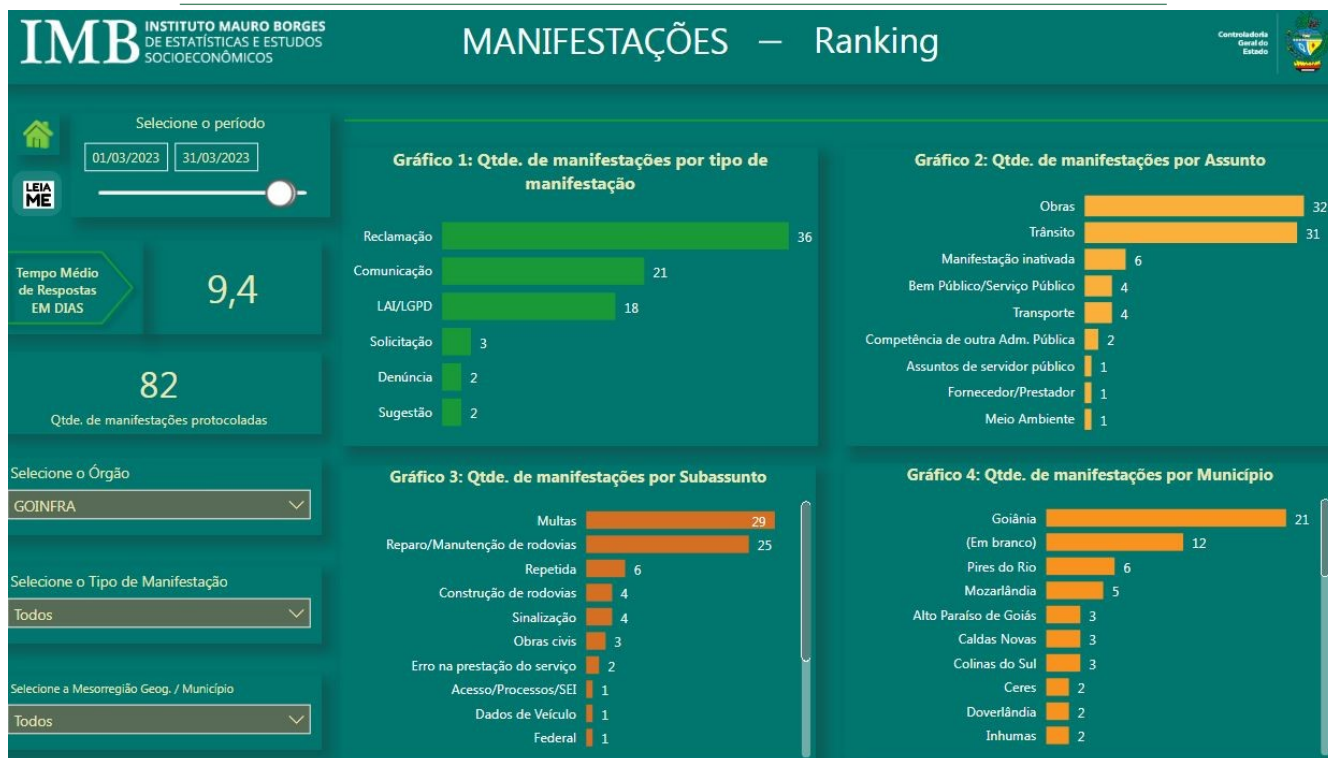 IMB
INSTITUTO MAURO BORGES
DE ESTATÍSTICAS E ESTUDOS
SOCIOECONÔMICOS
MANIFESTAÇÕES – Ranking
Controladoria
Geral do
Estado
Selecione o período
01/03/2023 31/03/2023
LEIA
ME
Tempo Médio
de Respostas
EM DIAS
9,4
82
Qtde. de manifestações protocoladas
Selecione o Órgão
GOINFRA
Selecione o Tipo de Manifestação
Todos
Selecione a Mesorregião Geog. / Município
Todos
Gráfico 1: Qtde. de manifestações por tipo de
manifestação
Reclamação 36
Comunicação 21
LAI/LGPD 18
Solicitação 3
Denúncia 2
Sugestão 2
Gráfico 2: Qtde. de manifestações por Assunto
Obras 32
Trânsito 31
Manifestação inativada 6
Bem Público/Serviço Público 4
Transporte 4
Competência de outra Adm. Pública 2
Assuntos de servidor público 1
Fornecedor/Prestador 1
Meio Ambiente 1
Gráfico 3: Qtde. de manifestações por Subassunto
Multas 29
Reparo/Manutenção de rodovias 25
Repetida 6
Construção de rodovias 4
Sinalização 4
Obras civis 3
Erro na prestação do serviço 2
Acesso/Processos/SEI 1
Dados de Veículo 1
Federal 1
Gráfico 4: Qtde. de manifestações por Município
Goiânia 21
(Em branco) 12
Pires do Rio 6
Mozarlândia 5
Alto Paraíso de Goiás 3
Caldas Novas 3
Colinas do Sul 3
Ceres 2
Doverlândia 2
Inhumas 2